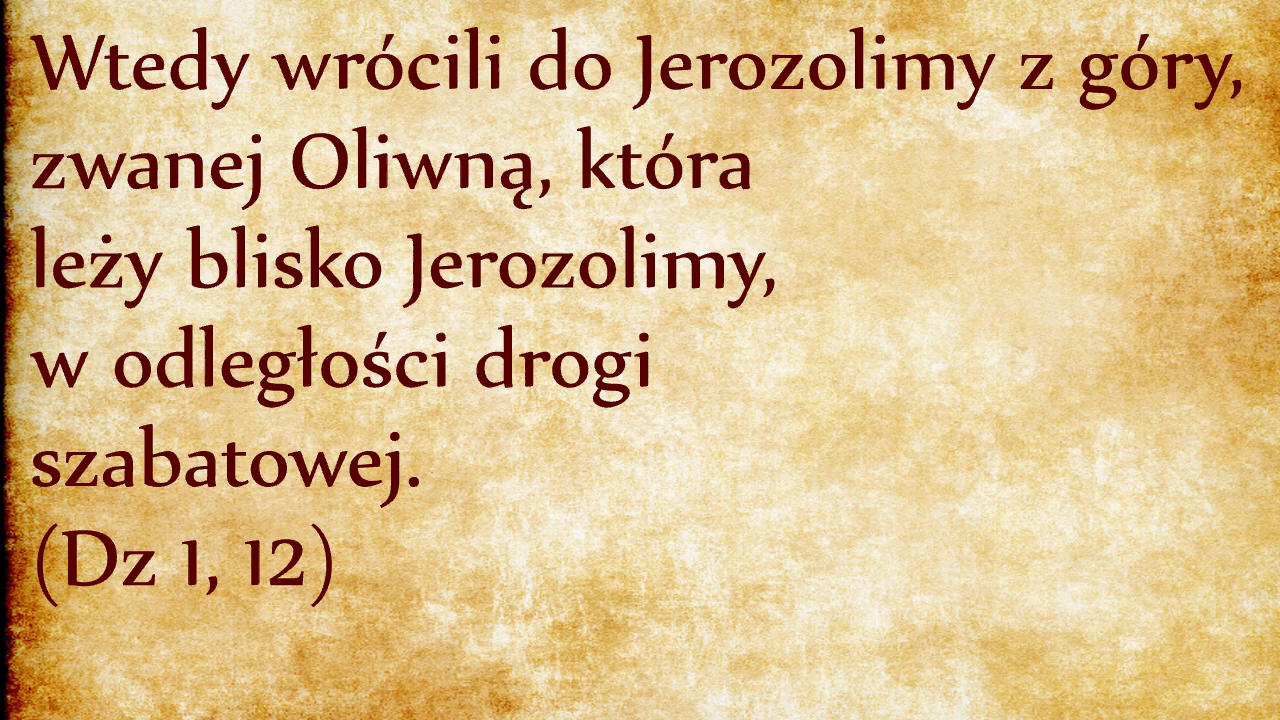 Wtedy wrócili do Jerozolimy z góry,
zwanej Oliwną, która
leży blisko Jerozolimy,
w odległości drogi
szabatowej.
(Dz 1, 12)